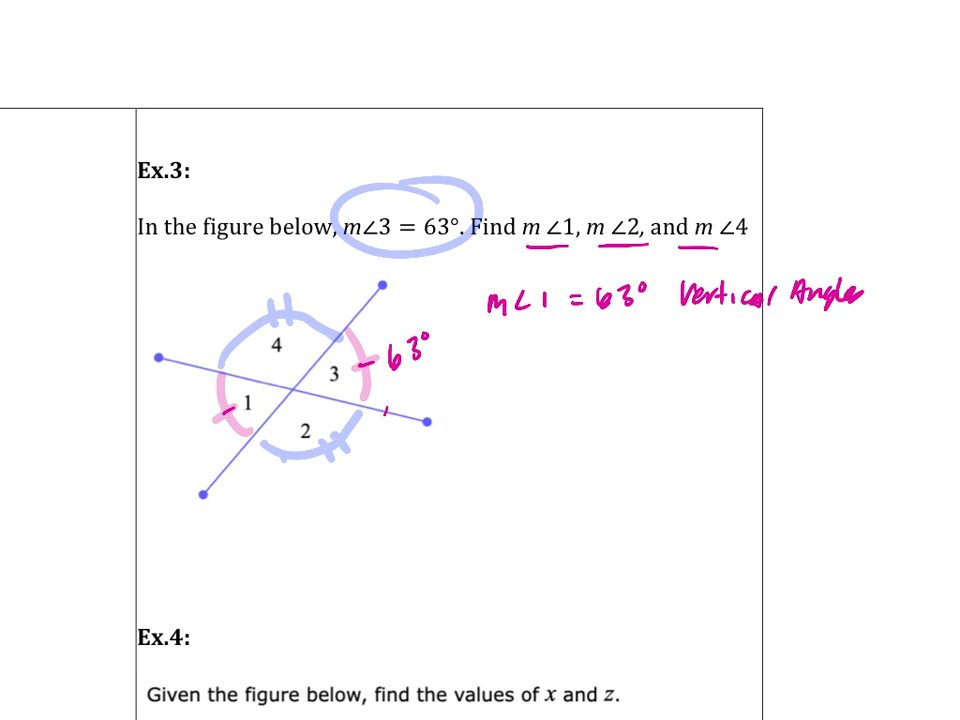 Ex.3:
In the figure below, m∠3 = 63°. Find m ∠1, m ∠2, and m ∠4
m∠1 = 63° Vertical Angles
4
63°
3
1
2
Ex.4:
Given the figure below, find the values of x and z.